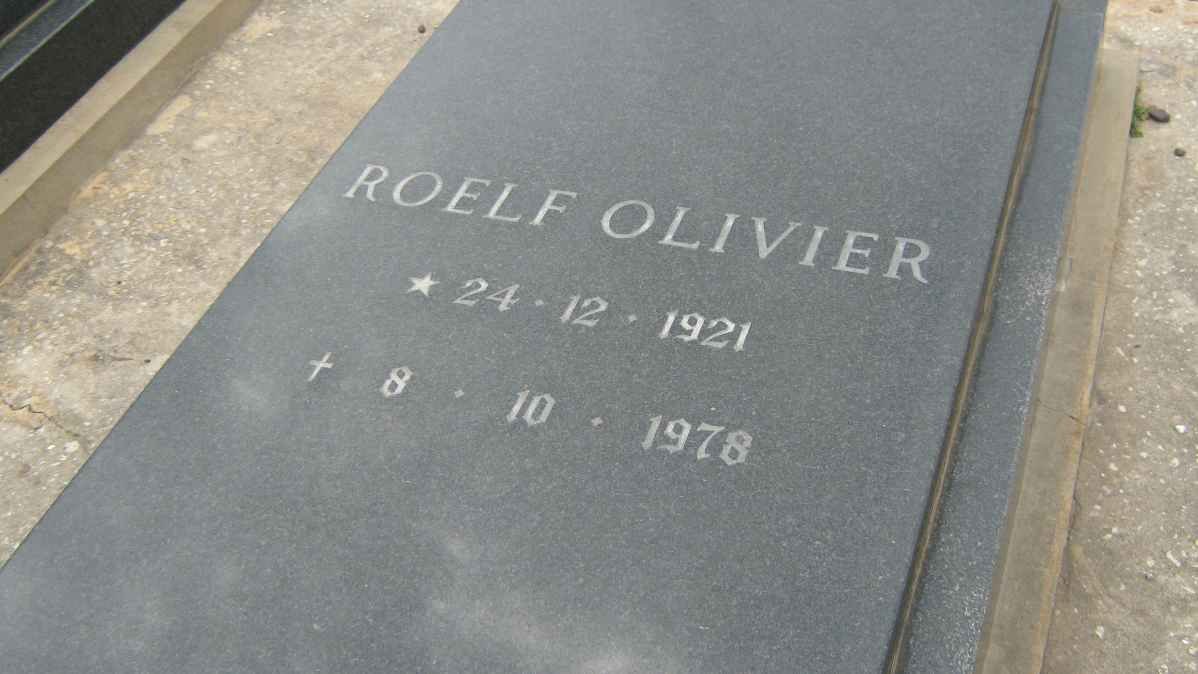 ROELF OLIVIER
★ 24 · 12 · 1921
✝ 8 · 10 · 1978